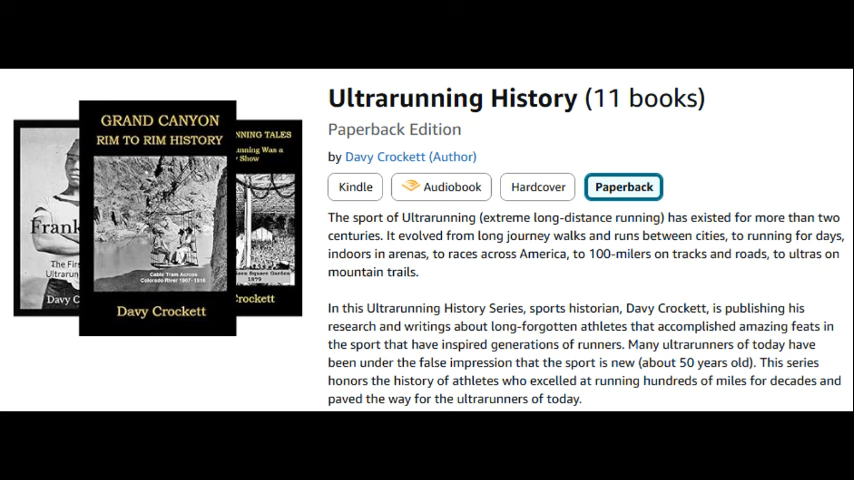 Ultrarunning History (11 books)
Paperback Edition
by Davy Crockett (Author)
Kindle
Audiobook
Hardcover
Paperback
The sport of Ultrarunning (extreme long-distance running) has existed for more than two
centuries. It evolved from long journey walks and runs between cities, to running for days,
indoors in arenas, to races across America, to 100-milers on tracks and roads, to ultras on
mountain trails.
In this Ultrarunning History Series, sports historian, Davy Crockett, is publishing his
research and writings about long-forgotten athletes that accomplished amazing feats in
the sport that have inspired generations of runners. Many ultrarunners of today have
been under the false impression that the sport is new (about 50 years old). This series
honors the history of athletes who excelled at running hundreds of miles for decades and
paved the way for the ultrarunners of today.
Frank
The Firs
Ultrarun
Davy C
GRAND CANYON
RIM TO RIM HISTORY
Cable Tram Across
Colorado River 1907-1916
Davy Crockett
NNING TALES
unning Was a
Show
Square Garden
1879
Crockett